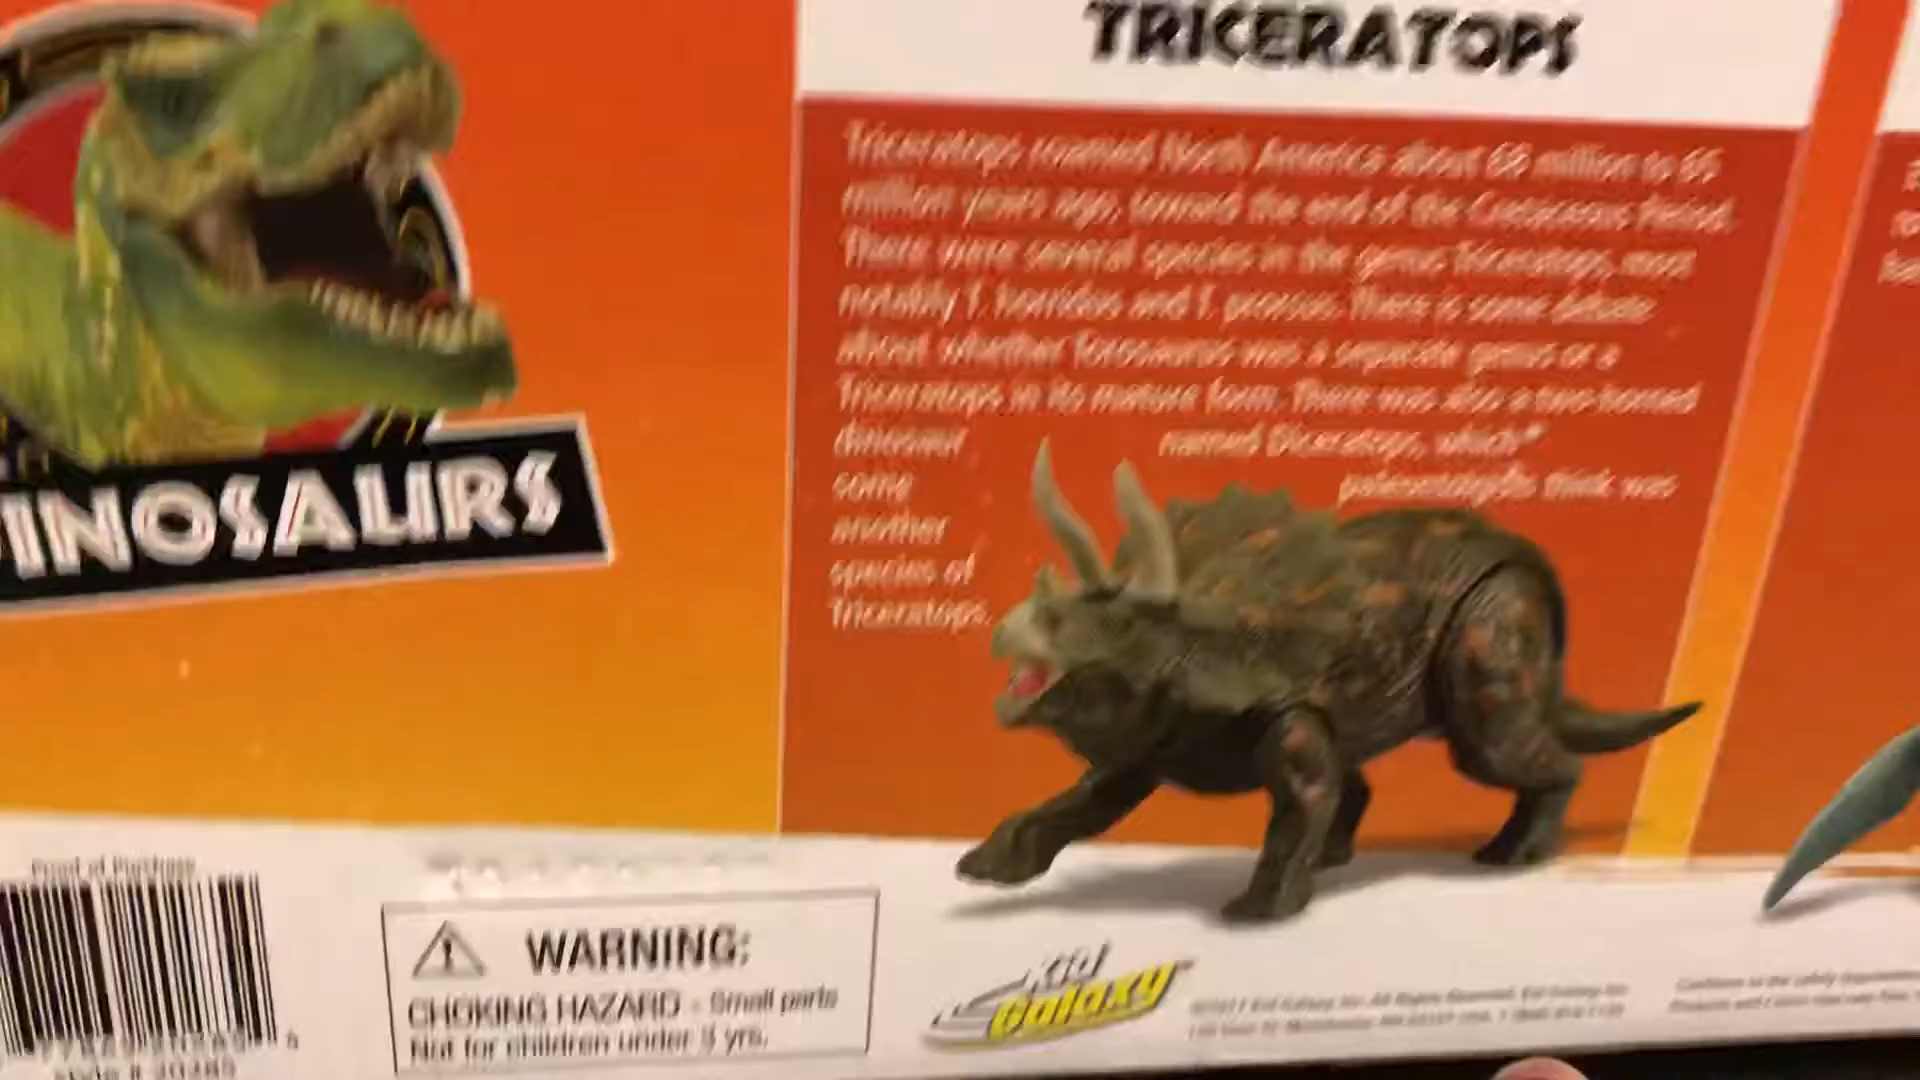 TRICERATOPS
Triceratops roamed North America about 68 million to 65
million years ago, toward the end of the Cretaceous Period.
There were several species in the genus Triceratops, most
notably T. horridus and T. prorsus. There is some debate
about whether Torosaurus was a separate genus or a
Triceratops in its mature form. There was also a two-horned
dinosaur named Diceratops, which
some paleontologists think was
another
species of
Triceratops.
INOSAURS
Proof of Purchase
WARNING:
CHOKING HAZARD - Small parts
Not for children under 3 yrs.
Kid
Galaxy